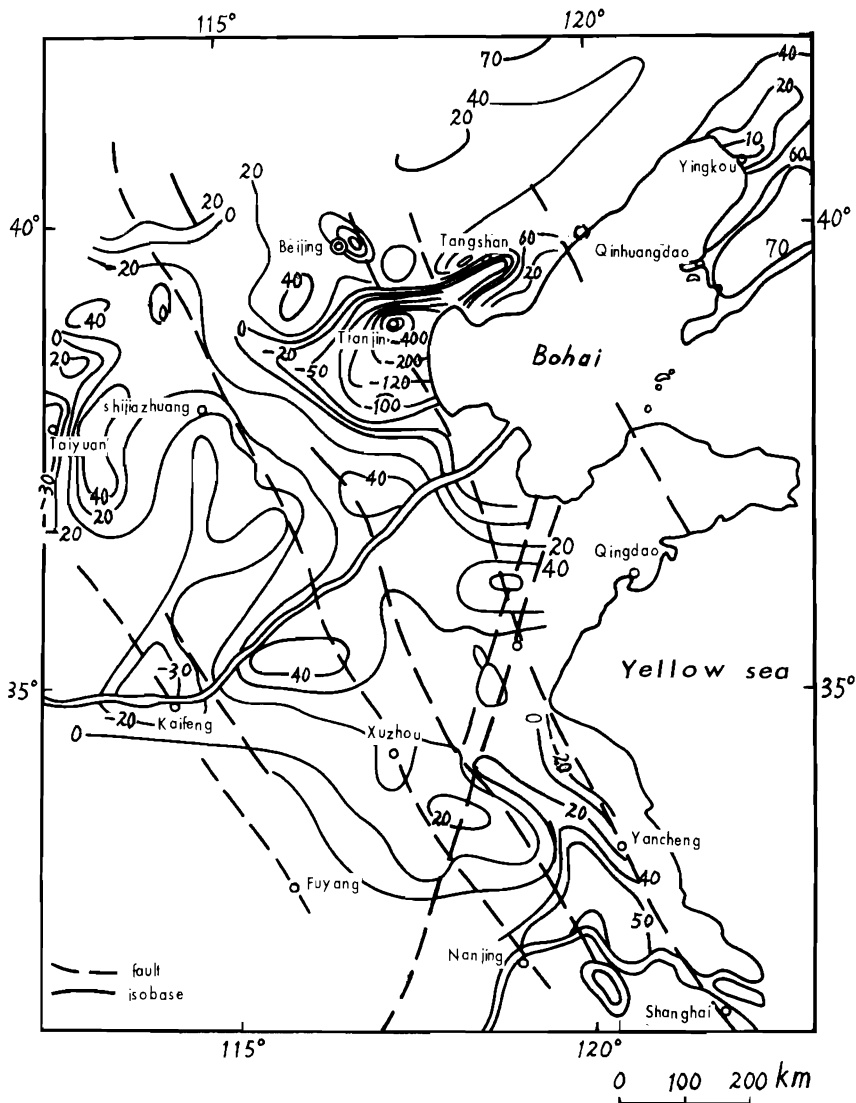 115° 120°
70 40
40 20
20 10
Yingkou
60
20
20 0
40° 40°
Beijing Tangshan 60 Qinhuangdao
70
20
20
40
40
0 0
Tianjin -400
-20
20 -50 -200 Bohai
-120
shijiazhuang -100
Taiyuan
-30 40 40
20
-20
20
40 Qingdao
-30 40 Yellow sea
35° 35°
-20 Kaifeng 0
0 Xuzhou
-20
20
20 Yancheng
40
Fuyang
50
Nanjing
fault
isobase
Shanghai
115° 120°
0 100 200 km